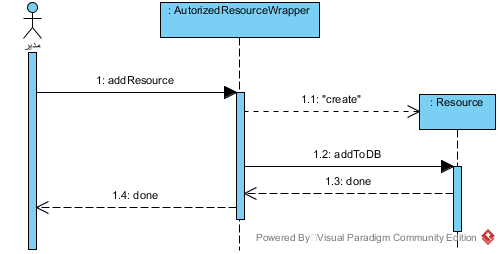 : AutorizedResourceWrapper
مدیر
1: addResource
1.1: "create"
: Resource
1.2: addToDB
1.3: done
1.4: done
Powered By Visual Paradigm Community Edition